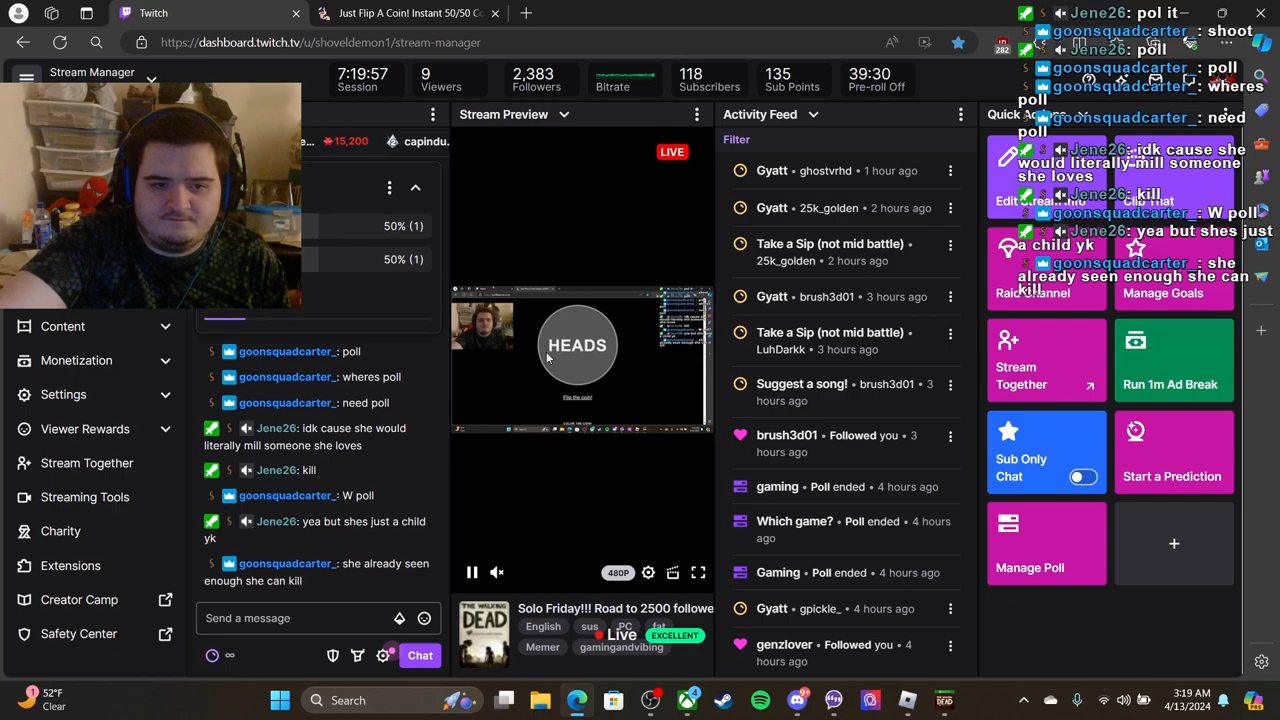 Twitch
Just Flip A Coin! Instant 50/50 Co
https://dashboard.twitch.tv/u/shoveldemon1/stream-manager
282
Stream Manager
7:19:57
Session
9
Viewers
2,383
Followers
Bitrate
118
Subscribers
135
Sub Points
39:30
Pre-roll Off
Jene26: pol it
goonsquadcarter_: shoot
Jene26: poll
goonsquadcarter_: poll
goonsquadcarter_: wheres
poll
goonsquadcarter_: need
poll
Jene26: idk cause she
would literally mill someone
she loves
Jene26: kill
goonsquadcarter_: W poll
Jene26: yea but shes just
a child yk
goonsquadcarter_: she
already seen enough she can
kill
15,200
capindu...
50% (1)
50% (1)
Content
Monetization
Settings
Viewer Rewards
Stream Together
Streaming Tools
Charity
Extensions
Creator Camp
Safety Center
goonsquadcarter_: poll
goonsquadcarter_: wheres poll
goonsquadcarter_: need poll
Jene26: idk cause she would
literally mill someone she loves
Jene26: kill
goonsquadcarter_: W poll
Jene26: yea but shes just a child
yk
goonsquadcarter_: she already seen
enough she can kill
Send a message
Chat
Stream Preview
LIVE
HEADS
Flip the coin!
480P
THE WALKING
DEAD
Solo Friday!!! Road to 2500 followe
English
sus
PC
fat
Memer
gamingandvibing
Live
EXCELLENT
Activity Feed
Filter
Gyatt • ghostvrhd • 1 hour ago
Gyatt • 25k_golden • 2 hours ago
Take a Sip (not mid battle) •
25k_golden • 2 hours ago
Gyatt • brush3d01 • 3 hours ago
Take a Sip (not mid battle) •
LuhDarkk • 3 hours ago
Suggest a song! • brush3d01 • 3
hours ago
brush3d01 • Followed you • 3
hours ago
gaming • Poll ended • 4 hours ago
Which game? • Poll ended • 4 hours
ago
Gaming • Poll ended • 4 hours ago
Gyatt • gpickle_ • 4 hours ago
genzlover • Followed you • 4
hours ago
Quick Actions
Edit Stream Info
Clip That
Raid Channel
Manage Goals
Stream
Together
Run 1m Ad Break
Sub Only
Chat
Start a Prediction
Manage Poll
1
52°F
Clear
Search
4
3:19 AM
4/13/2024